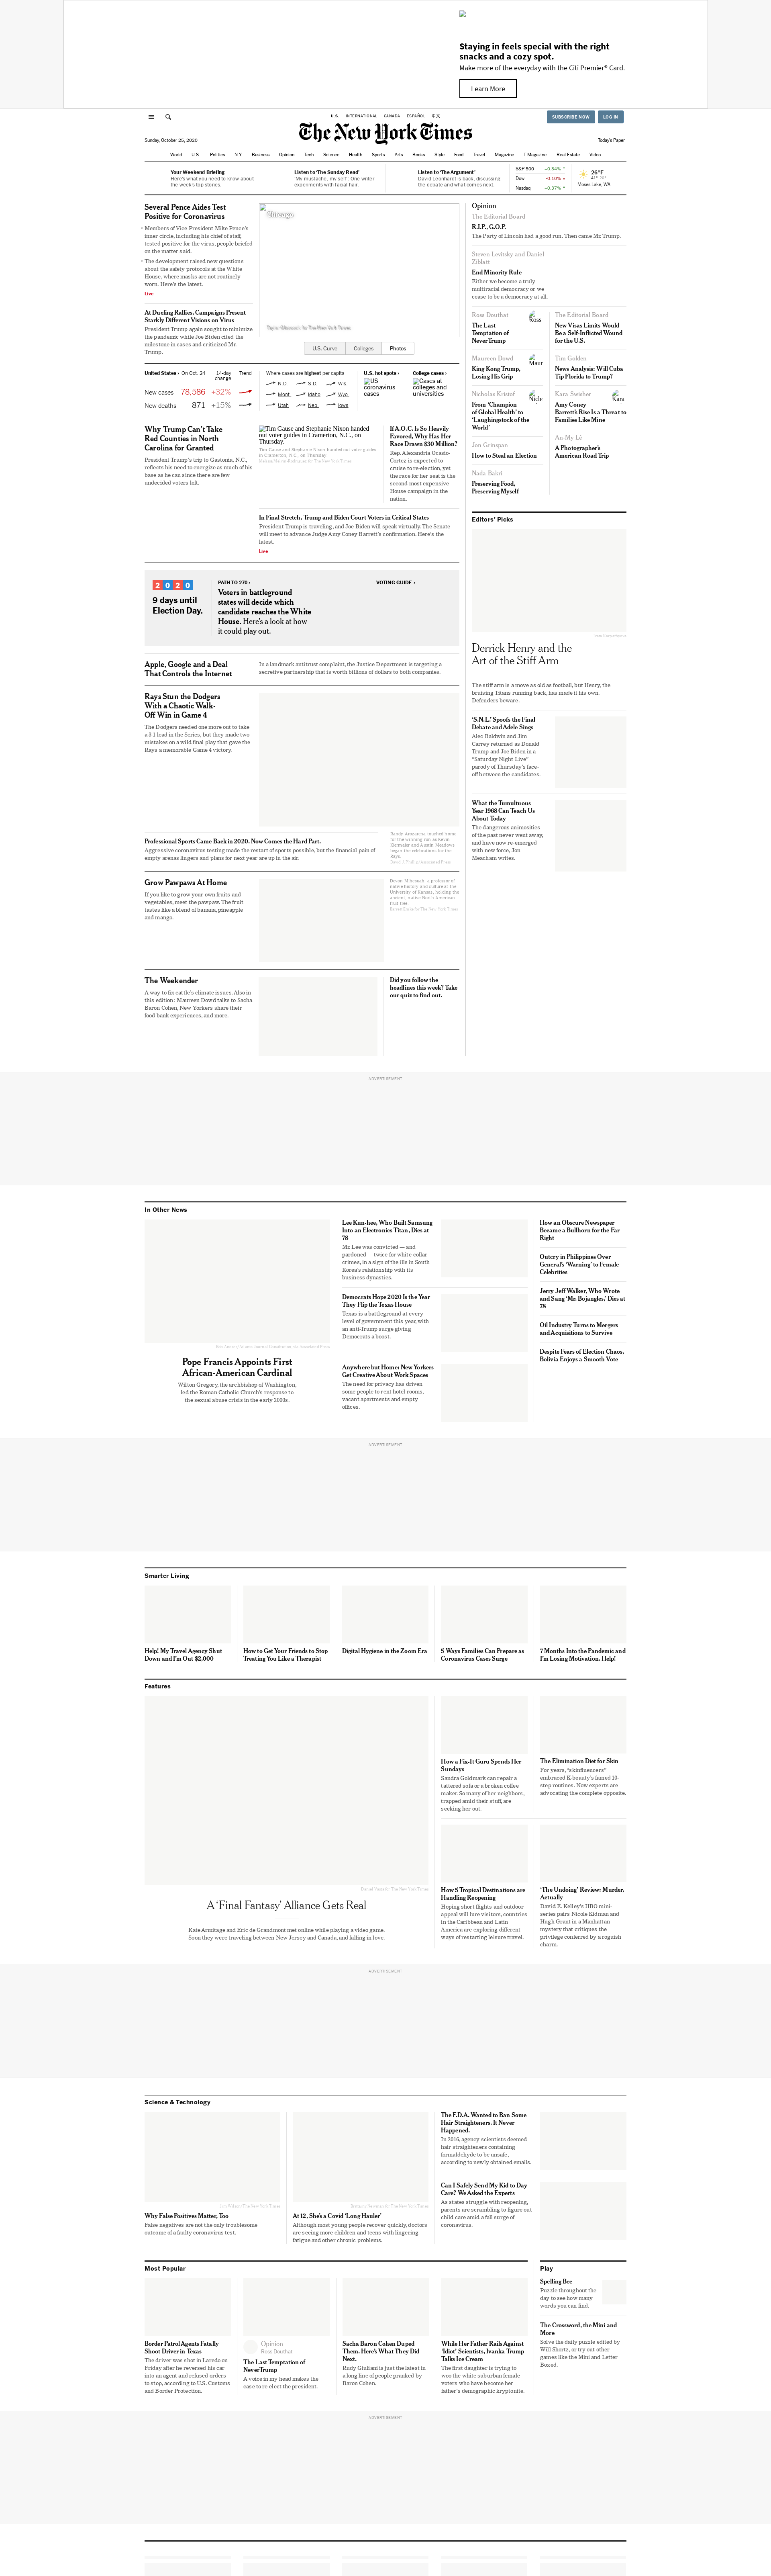 Staying in feels special with the right
snacks and a cozy spot.
Make more of the everyday with the Citi Premier® Card.
Learn More
U.S. INTERNATIONAL CANADA ESPAÑOL 中文
SUBSCRIBE NOW LOG IN
The New York Times
Sunday, October 25, 2020
Today's Paper
World U.S. Politics N.Y. Business Opinion Tech Science Health Sports Arts Books Style Food Travel Magazine T Magazine Real Estate Video
Your Weekend Briefing
Here's what you need to know about
the week's top stories.
Listen to 'The Sunday Read'
'My mustache, my self': One writer
experiments with facial hair.
Listen to 'The Argument'
David Leonhardt is back, discussing
the debate and what comes next.
S&P 500 +0.34% ↑
Dow -0.10% ↓
Nasdaq +0.37% ↑
26°F
Moses Lake, WA
Several Pence Aides Test
Positive for Coronavirus
Members of Vice President Mike Pence's
inner circle, including his chief of staff,
tested positive for the virus, people briefed
on the matter said.
The development raised new questions
about the safety protocols at the White
House, where masks are not routinely
worn. Here's the latest.
Live
At Dueling Rallies, Campaigns Present
Starkly Different Visions on Virus
President Trump again sought to minimize
the pandemic while Joseph R. Biden Jr.
took milestone in cases and criticized Mr.
Trump.
Chicago.
Taylor Glascock for The New York Times
U.S. Curve Colleges Photos
United States › On Oct. 24 14-day
change Trend
New cases 78,586 +32%
New deaths 871 +15%
Where cases are highest per capita
N.D. S.D. Wis.
Mont. Idaho Wyo.
Utah Neb. Iowa
U.S. hot spots ›
US
coronavirus
cases
College cases ›
Cases at
colleges and
universities
Why Trump Can't Take
Red Counties in North
Carolina for Granted
President Trump's trip to Gastonia, N.C.,
reflects his need to energize as much of his
base as he can since there are few
undecided voters left.
Tim Gause and Stephanie Nixon handed
out voter guides in Cramerton, N.C., on
Thursday.
Tim Gause and Stephanie Nixon handed out voter guides
in Cramerton, N.C., on Thursday.
If A.O.C. Is So Heavily
Favored, Why Has Her
Race Drawn $30 Million?
Rep. Alexandria Ocasio-
Cortez is expected to
cruise to re-election, yet
the race for her seat is the
second most expensive
House campaign in the
nation.
In Final Stretch, Trump and Biden Court Voters in Critical States
President Trump is traveling, and Joe Biden will speak virtually. The Senate
will meet to advance Judge Amy Coney Barrett's confirmation. Here's the
latest.
Live
2020
9 days until
Election Day.
PATH TO 270 ›
Voters in battleground
states will decide which
candidate reaches the White
House. Here's a look at how
it could play out.
VOTING GUIDE ›
Apple, Google and a Deal
That Controls the Internet
In a landmark antitrust complaint, the Justice Department is targeting a
secretive partnership that is worth billions of dollars to both companies.
Rays Stun the Dodgers
With a Chaotic Walk-
Off Win in Game 4
The Dodgers needed one more out to take
a 3-1 lead in the Series, but they made two
mistakes on a wild final play that gave the
Rays a memorable Game 4 victory.
Professional Sports Came Back in 2020. Now Comes the Hard Part.
Aggressive coronavirus testing made the restart of sports possible, but the financial pain of
empty arenas lingers and plans for next year are up in the air.
Randy Arozarena touched home
for the winning run as Kevin
Kiermaier and Austin Meadows
began the celebrations for the
Rays.
Grow Pawpaws At Home
If you like to grow your own fruits and
vegetables, meet the pawpaw. The fruit
tastes like a blend of banana, pineapple
and mango.
The Weekender
A way to fix cattle's climate issues. Also in
this edition: Maureen Dowd talks to Sacha
Baron Cohen, New Yorkers share their
food bank experiences, and more.
Did you follow the
headlines this week? Take
our quiz to find out.
Opinion
The Editorial Board
R.I.P., G.O.P.
The Party of Lincoln had a good run. Then came Mr. Trump.
Steven Levitsky and Daniel
Ziblatt
End Minority Rule
Either we become a truly
multiracial democracy or we
cease to be a democracy at all.
Ross Douthat
The Last
Temptation of
NeverTrump
Ross
Maureen Dowd
King Kong Trump,
Losing His Grip
Maur
Nicholas Kristof
From 'Champion
of Global Health' to
'Laughingstock of the
World'
Jon Grinspan
How to Steal an Election
Nada Bakri
Preserving Food,
Preserving Myself
The Editorial Board
New Visas Limits Would
Be a Self-Inflicted Wound
for the U.S.
Tim Golden
News Analysis: Will Cuba
Tip Florida to Trump?
Kara Swisher
Amy Coney
Barrett's Rise Is a Threat to
Families Like Mine
Kara
An-My Lê
A Photographer's
American Road Trip
Editors' Picks
Derrick Henry and the
Art of the Stiff Arm
The stiff arm is a move as old as football, but Henry, the
bruising Titans running back, has made it his own.
Defenders beware.
'S.N.L.' Spoofs the Final
Debate and Adele Sings
Alec Baldwin and Jim
Carrey returned as Donald
Trump and Joe Biden in a
"Saturday Night Live"
parody of Thursday's face-
off between the candidates.
What the Tumultuous
Year 1968 Can Teach Us
About Today
The dangerous animosities
of the past never went away,
and have now re-emerged
with new force, Jon
Meacham writes.
ADVERTISEMENT
In Other News
Pope Francis Appoints First
African-American Cardinal
Wilton Gregory, the archbishop of Washington,
led the Roman Catholic Church's response to
the sexual abuse crisis in the early 2000s.
Lee Kun-hee, Who Built Samsung
Into an Electronics Titan, Dies at
78
Mr. Lee was convicted — and
pardoned — twice for white-collar
crimes, in a sign of the ills in South
Korea's relationship with its
business dynasties.
Democrats Hope 2020 Is the Year
They Flip the Texas House
Texas is a battleground at every
level of government this year, with
an anti-Trump surge giving
Democrats a boost.
Anywhere but Home: New Yorkers
Get Creative About Work Spaces
The need for privacy has driven
some people to rent hotel rooms,
vacant apartments and empty
offices.
How an Obscure Newspaper
Became a Bullhorn for the Far
Right
Outcry in Philippines Over
General's 'Warning' to Female
Celebrities
Jerry Jeff Walker, Who Wrote
and Sang 'Mr. Bojangles,' Dies at
78
Oil Industry Turns to Mergers
and Acquisitions to Survive
Despite Fears of Election Chaos,
Bolivia Enjoys a Smooth Vote
ADVERTISEMENT
Smarter Living
Help! My Travel Agency Shut
Down and I'm Out $2,000
How to Get Your Friends to Stop
Treating You Like a Therapist
Digital Hygiene in the Zoom Era
5 Ways Families Can Prepare as
Coronavirus Cases Surge
7 Months Into the Pandemic and
I'm Losing Motivation. Help!
Features
A 'Final Fantasy' Alliance Gets Real
Kate Armitage and Eric de Grandmont met online while playing a video game.
Soon they were traveling between New Jersey and Canada, and falling in love.
How a Fix-It Guru Spends Her
Sundays
Sandra Goldmark can repair a
tattered sofa or a broken coffee
maker. So many of her neighbors,
trapped amid their stuff, are
seeking her out.
The Elimination Diet for Skin
For years, "skinfluencers"
embraced K-beauty's famed 10-
step routines. Now experts are
advocating the complete opposite.
How 5 Tropical Destinations are
Handling Reopening
Hoping short flights and outdoor
appeal will lure visitors, countries
in the Caribbean and Latin
America are exploring different
ways of restarting leisure travel.
'The Undoing' Review: Murder,
Actually
David E. Kelley's HBO mini-
series pairs Nicole Kidman and
Hugh Grant in a Manhattan
mystery that critiques the
privilege conferred by a roguish
charm.
ADVERTISEMENT
Science & Technology
Why False Positives Matter, Too
False negatives are not the only troublesome
outcome of a faulty coronavirus test.
At 12, She's a Covid 'Long Hauler'
Although most young people recover quickly, doctors
are seeing more children and teens with lingering
fatigue and other chronic problems.
The F.D.A. Wanted to Ban Some
Hair Straighteners. It Never
Happened.
In 2016, agency scientists deemed
hair straighteners containing
formaldehyde to be unsafe,
according to newly obtained emails.
Can I Safely Send My Kid to Day
Care? We Asked the Experts
As states struggle with reopening,
parents are scrambling to figure out
child care amid a fall surge of
coronavirus.
Most Popular
Border Patrol Agents Fatally
Shoot Driver in Texas
The driver was shot in Laredo on
Friday after he reversed his car
into an agent and refused orders
to stop, according to U.S. Customs
and Border Protection.
Opinion
Ross Douthat
The Last Temptation of
NeverTrump
A voice in my head makes the
case to re-elect the president.
Sacha Baron Cohen Duped
Them. Here's What They Did
Next.
Rudy Giuliani is just the latest in
a long line of people pranked by
Baron Cohen.
While Her Father Rails Against
'Idiot' Scientists, Ivanka Trump
Talks Ice Cream
The first daughter is trying to
woo the white suburban female
voters who have become her
father's demographic kryptonite.
Play
Spelling Bee
Puzzle throughout the
day to see how many
words you can find.
The Crossword, the Mini and
More
Solve the daily puzzle edited by
Will Shortz, or try out other
games like the Mini and Letter
Boxed.
ADVERTISEMENT